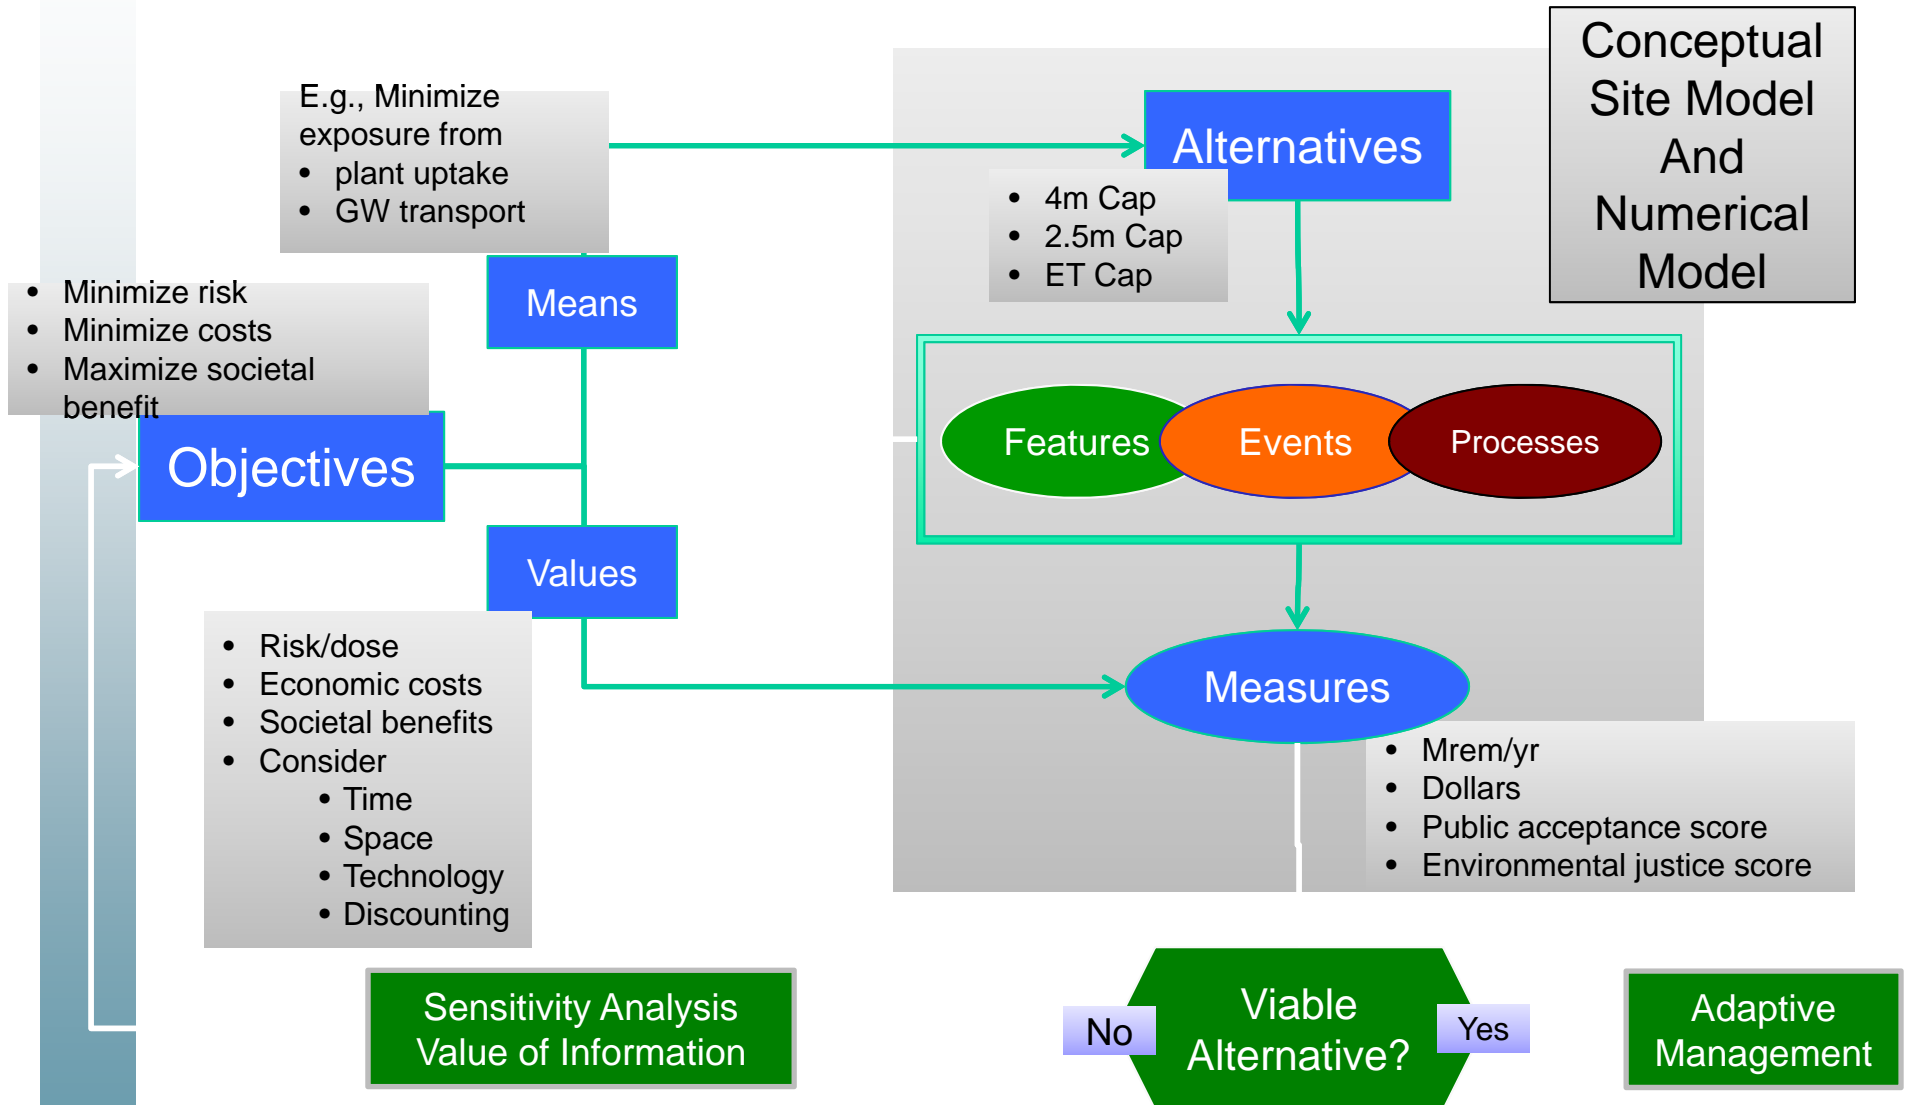 Conceptual
Site Model
And
Numerical
Model
E.g., Minimize
exposure from
• plant uptake
• GW transport
Alternatives
• 4m Cap
• 2.5m Cap
• ET Cap
Means
• Minimize risk
• Minimize costs
• Maximize societal
benefit
Objectives
Features
Events
Processes
Values
• Risk/dose
• Economic costs
• Societal benefits
• Consider
• Time
• Space
• Technology
• Discounting
Measures
• Mrem/yr
• Dollars
• Public acceptance score
• Environmental justice score
Sensitivity Analysis
Value of Information
No
Viable
Alternative?
Yes
Adaptive
Management